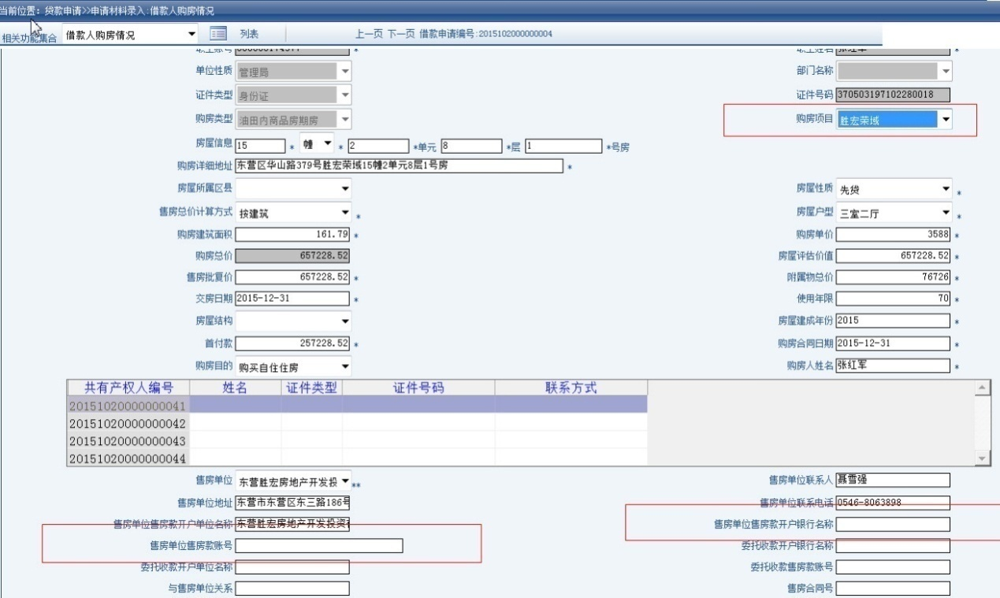 当前位置: 贷款申请>>申请材料录入:借款人购房情况
相关功能集合 借款人购房情况 列表 上一页 下一页 借款申请编号:2015102000000004
单位性质 管理局 部门名称
证件类型 身份证 证件号码 370503197102280018
购房类型 油田内商品房期房 购房项目 胜宏荣域
房屋信息 15 * 幢 * 2 *单元 8 *层 1 *号房
购房详细地址 东营区华山路379号胜宏荣域15幢2单元8层1号房 *
房屋所属区县 房屋性质 先贷 *
售房总价计算方式 按建筑 * 房屋户型 三室二厅 *
购房建筑面积 161.79 * 购房单价 3588 *
购房总价 657228.52 房屋评估价值 657228.52 *
售房批复价 657228.52 * 附属物总价 76726 *
交房日期 2015-12-31 * 使用年限 70 *
房屋结构 房屋建成年份 2015 *
首付款 257228.52 * 购房合同日期 2015-12-31 *
购房目的 购买自住住房 购房人姓名 张红军 *
共有产权人编号 姓名 证件类型 证件号码 联系方式
20151020000000041
20151020000000042
20151020000000043
20151020000000044
售房单位 东营胜宏房地产开发投 ** 售房单位联系人 聂雪强
售房单位地址 东营市东营区东三路186号 售房单位联系电话 0546-8063898
售房单位售房款开户单位名称 东营胜宏房地产开发投资 售房单位售房款开户银行名称
售房单位售房款账号 委托收款开户银行名称
委托收款开户单位名称 委托收款售房款账号
与售房单位关系 售房合同号